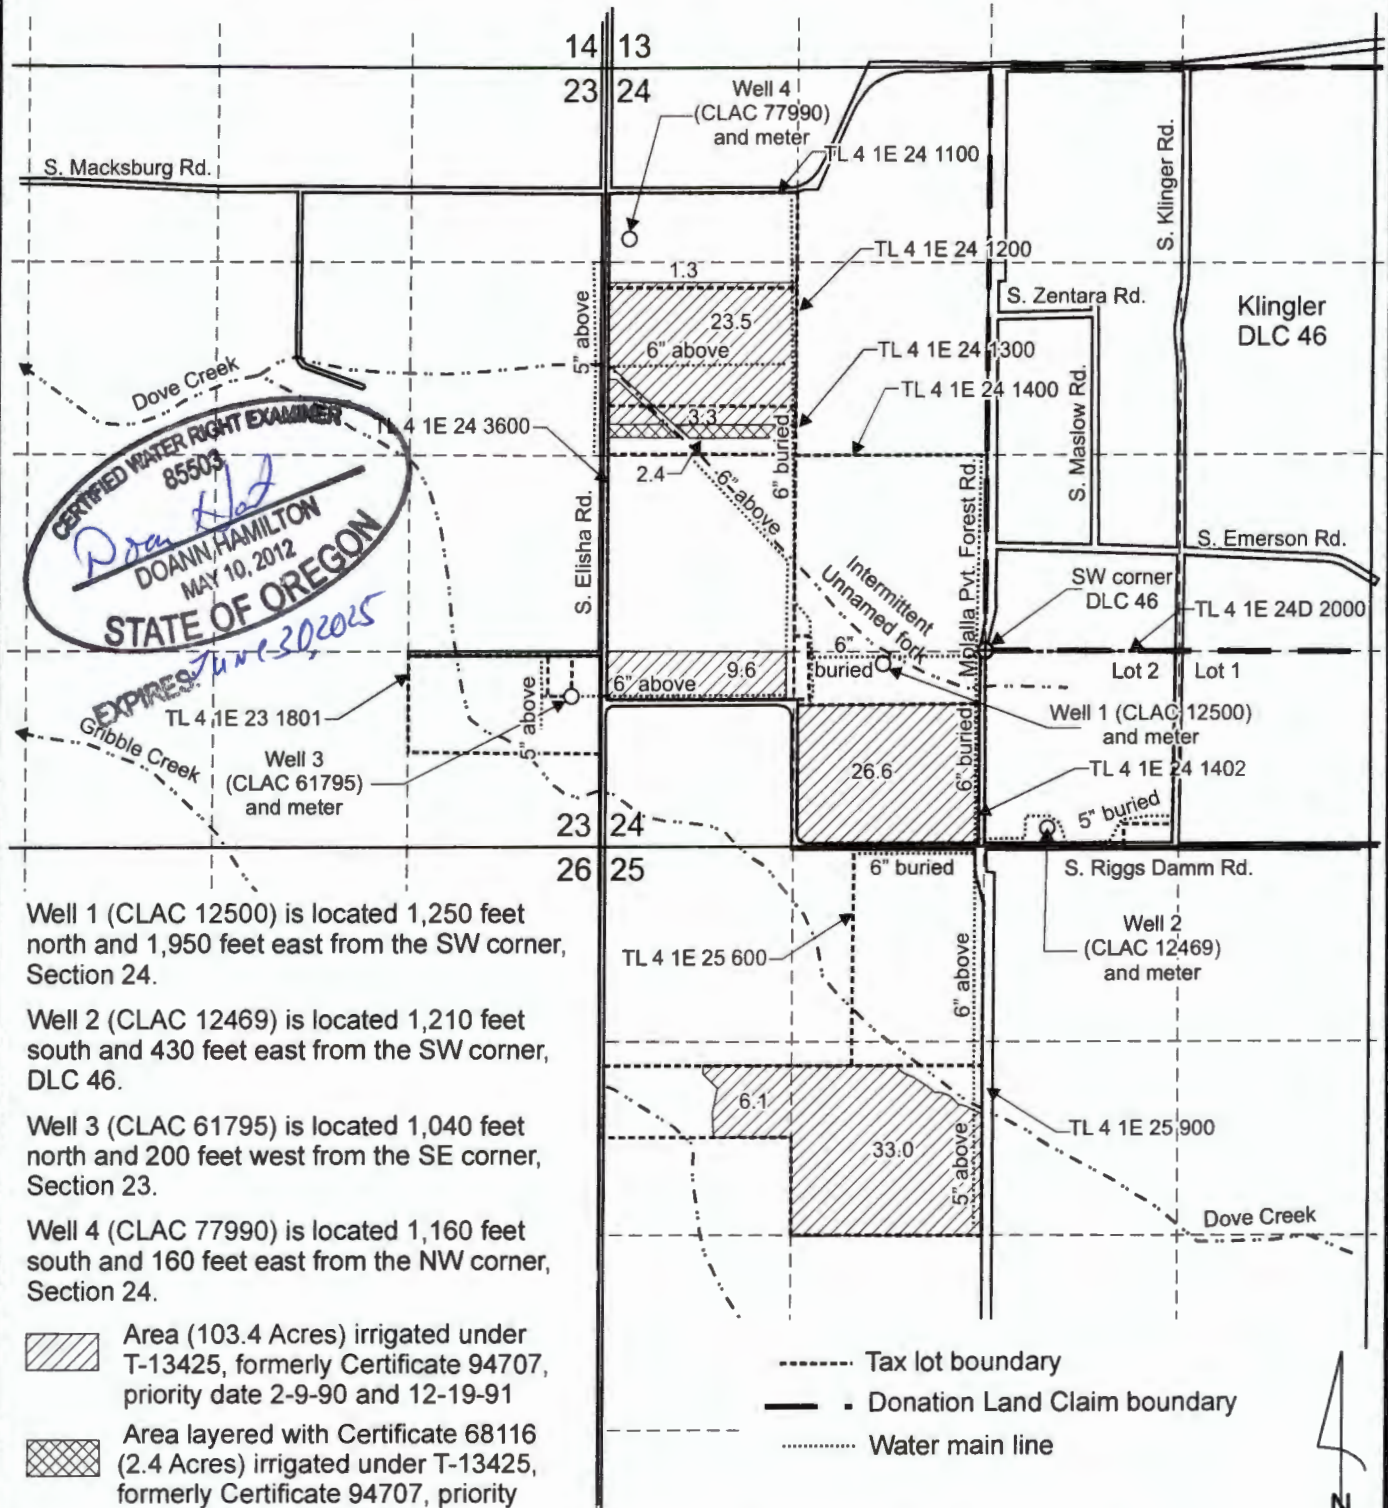 14 13
23 24
Well 4
(CLAC 77990)
and meter
TL 4 1E 24 1100
S. Macksburg Rd.
S. Klinger Rd.
TL 4 1E 24 1200
1.3
S. Zentara Rd.
Klingler
DLC 46
5" above
23.5
6" above
TL 4 1E 24 1300
TL 4 1E 24 1400
Dove Creek
S. Maslow Rd.
3.3
TL 4 1E 24 3600
6" buried
2.4
6" above
CERTIFIED WATER RIGHT EXAMINER
85503
DOANN HAMILTON
MAY 10, 2012
STATE OF OREGON
EXPIRES: June 30, 2025
S. Elisha Rd.
Molalla Pvt. Forest Rd.
S. Emerson Rd.
Intermittent
Unnamed fork
SW corner
DLC 46
TL 4 1E 24D 2000
6"
buried
Lot 2
Lot 1
9.6
6" above
5" above
TL 4 1E 23 1801
Gribble Creek
Well 3
(CLAC 61795)
and meter
Well 1 (CLAC 12500)
and meter
6" buried
26.6
TL 4 1E 24 1402
5" buried
23 24
26 25
6" buried
S. Riggs Damm Rd.
Well 2
(CLAC 12469)
and meter
TL 4 1E 25 600
6" above
6.1
33.0
5" above
TL 4 1E 25 900
Dove Creek
Well 1 (CLAC 12500) is located 1,250 feet
north and 1,950 feet east from the SW corner,
Section 24.
Well 2 (CLAC 12469) is located 1,210 feet
south and 430 feet east from the SW corner,
DLC 46.
Well 3 (CLAC 61795) is located 1,040 feet
north and 200 feet west from the SE corner,
Section 23.
Well 4 (CLAC 77990) is located 1,160 feet
south and 160 feet east from the NW corner,
Section 24.
Area (103.4 Acres) irrigated under
T-13425, formerly Certificate 94707,
priority date 2-9-90 and 12-19-91
Area layered with Certificate 68116
(2.4 Acres) irrigated under T-13425,
formerly Certificate 94707, priority
Tax lot boundary
Donation Land Claim boundary
Water main line
N